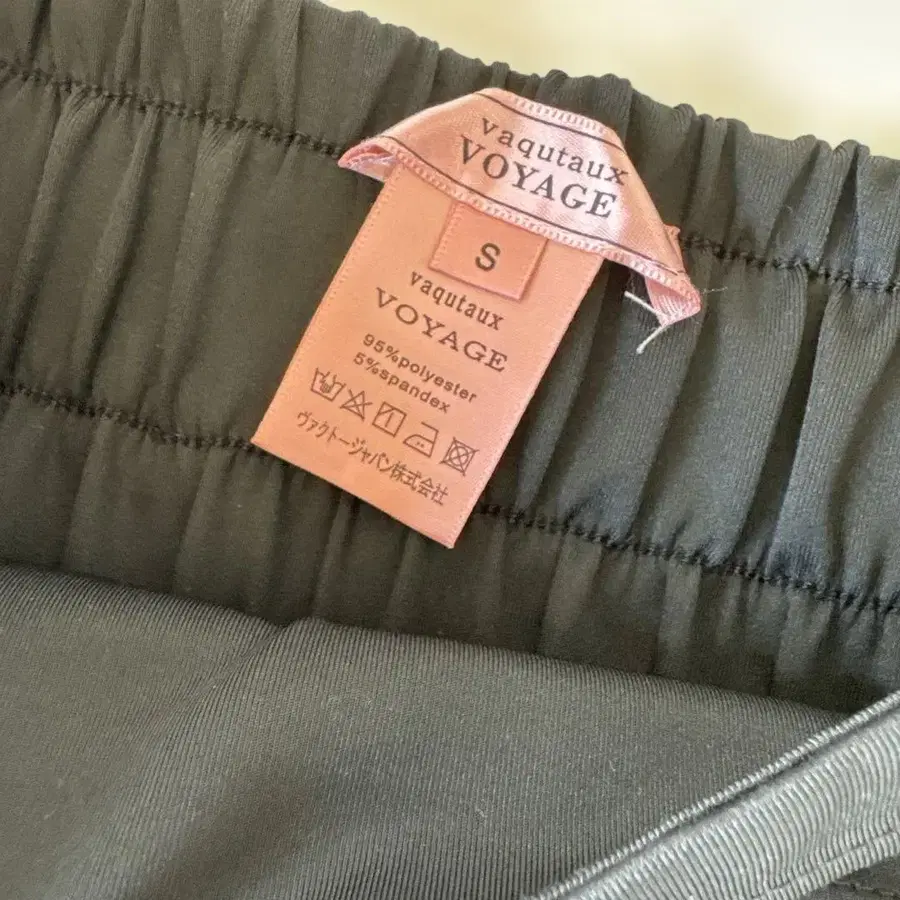 vaqutaux
VOYAGE
S
vaqutaux
VOYAGE
95%polyester
5%spandex
ヴァクトージャパン株式会社